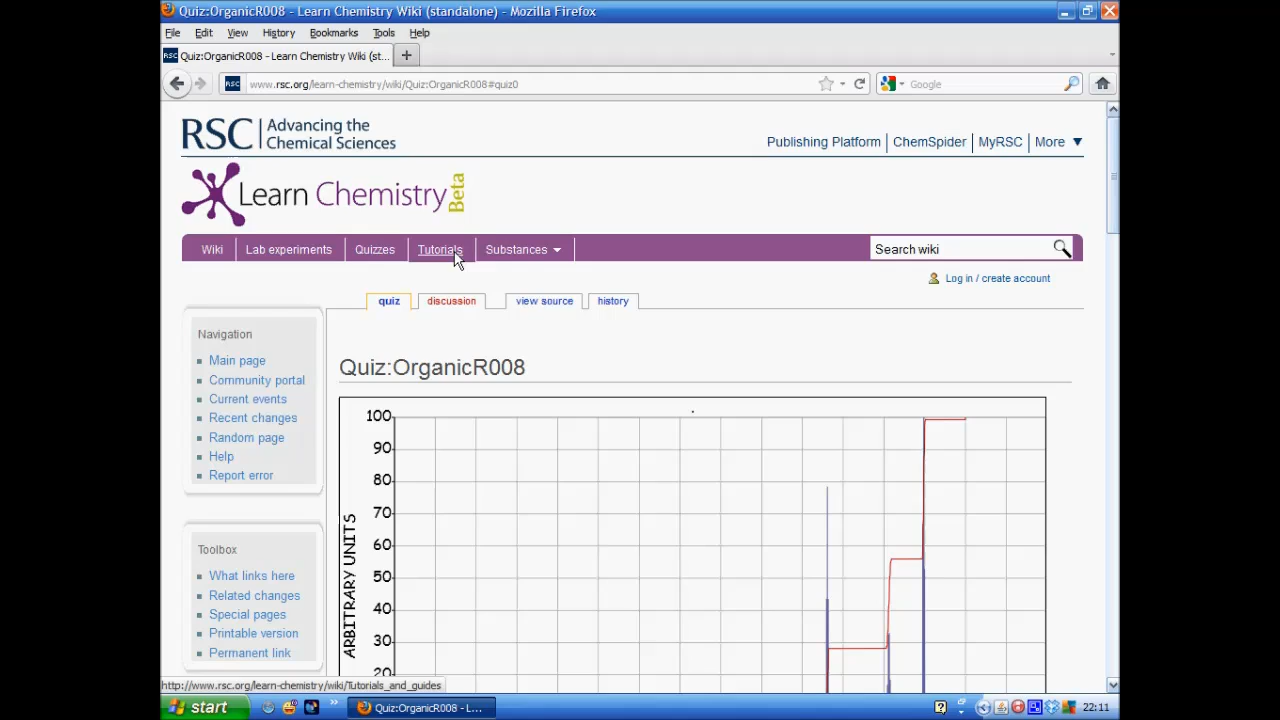 Quiz:OrganicR008 - Learn Chemistry Wiki (standalone) - Mozilla Firefox
File Edit View History Bookmarks Tools Help
RSC Quiz:OrganicR008 - Learn Chemistry Wiki (st... +
RSC www.rsc.org/learn-chemistry/wiki/Quiz:OrganicR008#quiz0 Google
RSC Advancing the
Chemical Sciences
Publishing Platform ChemSpider MyRSC More ▼
Learn Chemistry Beta
Wiki Lab experiments Quizzes Tutorials Substances Search wiki
Log in / create account
quiz discussion view source history
Navigation
Main page
Community portal
Current events
Recent changes
Random page
Help
Report error
Toolbox
What links here
Related changes
Special pages
Printable version
Permanent link
Quiz:OrganicR008
100
90
80
70
60
50
40
30
20
ARBITRARY UNITS
http://www.rsc.org/learn-chemistry/wiki/Tutorials_and_guides
start Quiz:OrganicR008 - L... 22:11